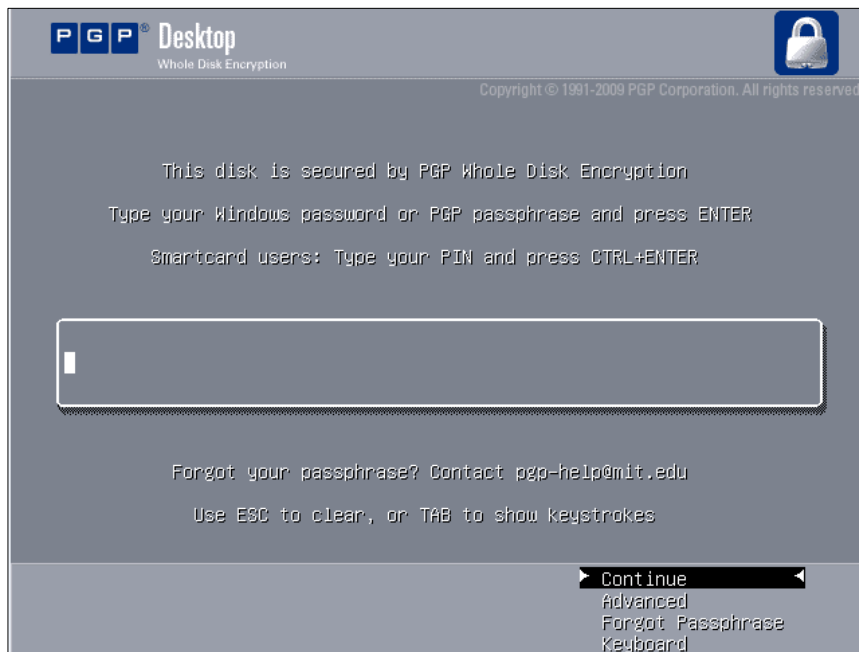 PGP® Desktop
Whole Disk Encryption
Copyright © 1991-2009 PGP Corporation. All rights reserved
This disk is secured by PGP Whole Disk Encryption
Type your Windows password or PGP passphrase and press ENTER
Smartcard users: Type your PIN and press CTRL+ENTER
Forgot your passphrase? Contact pgp-help@mit.edu
Use ESC to clear, or TAB to show keystrokes
Continue
Advanced
Forgot Passphrase
Keyboard